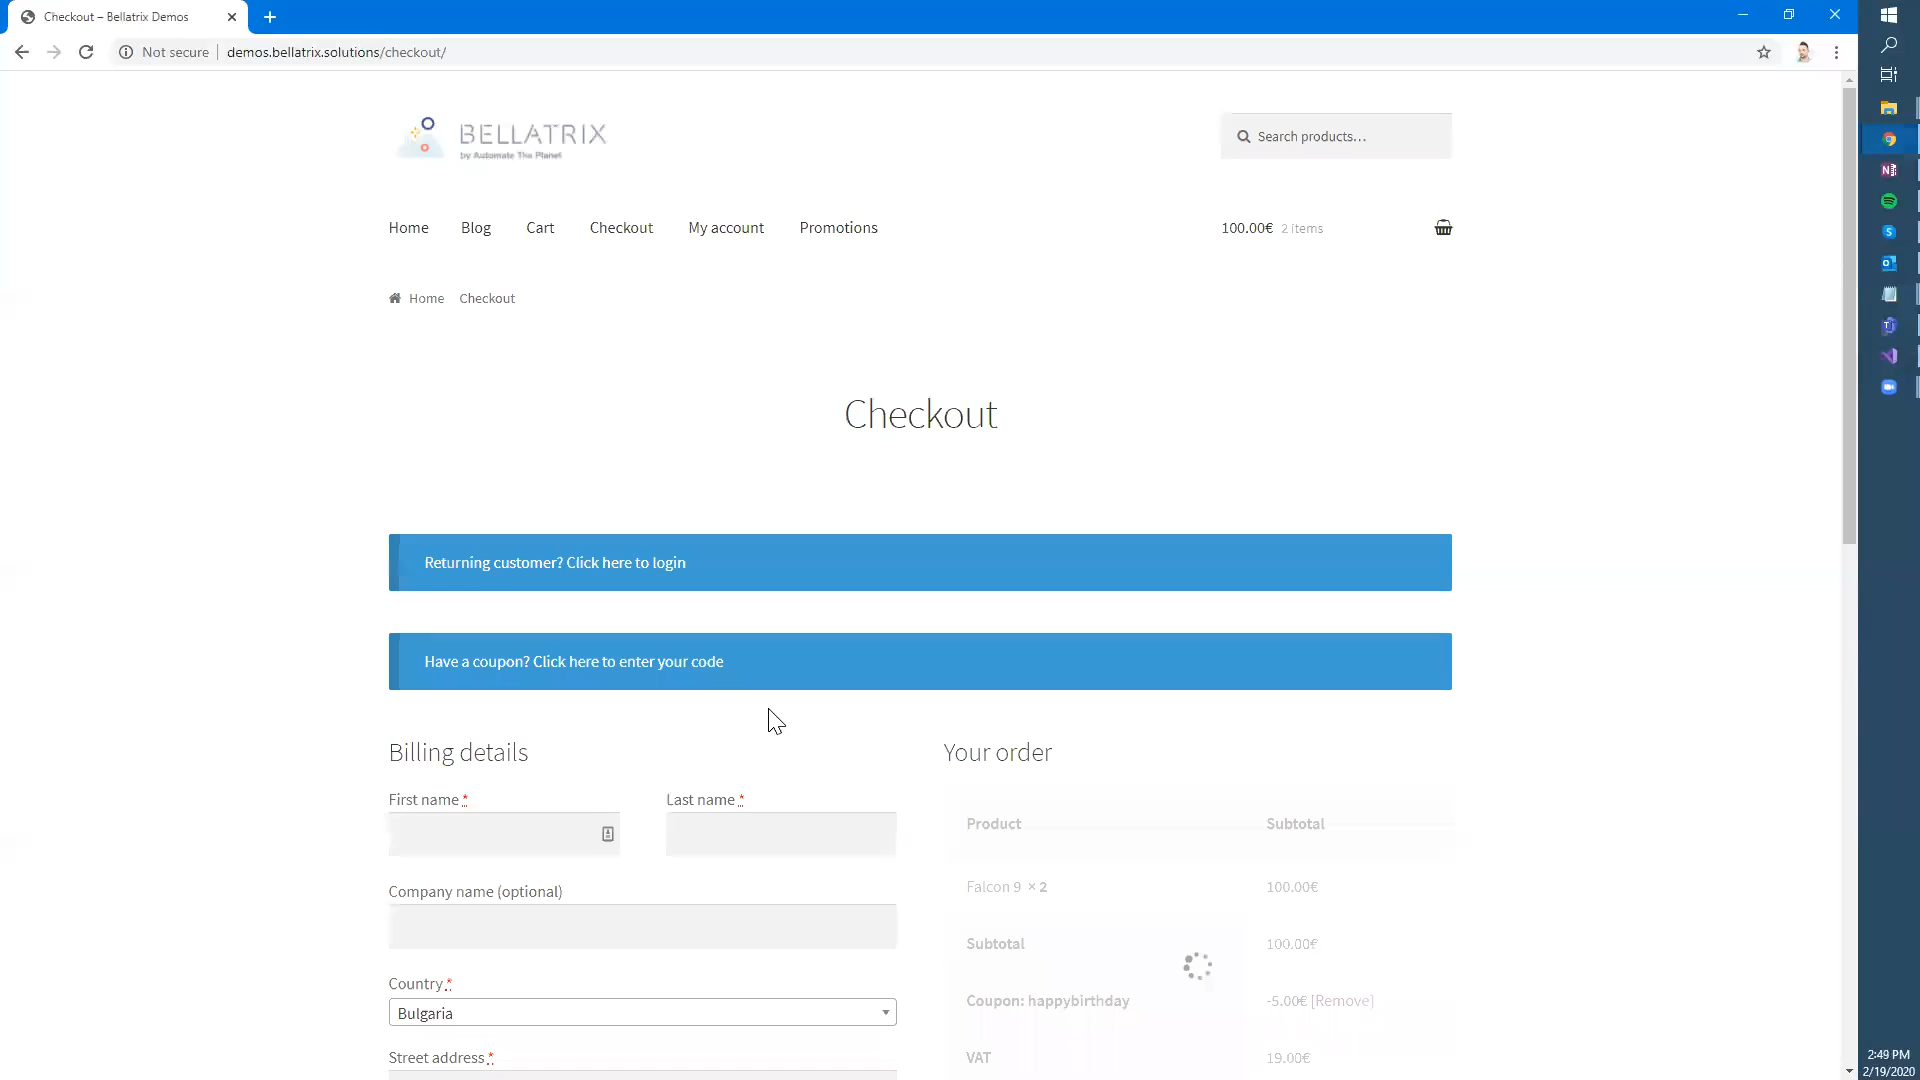 Checkout – Bellatrix Demos
Not secure
demos.bellatrix.solutions/checkout/
BELLATRIX
by Automate The Planet
Search products…
Home Blog Cart Checkout My account Promotions
100.00€ 2 items
Home Checkout
Checkout
Returning customer? Click here to login
Have a coupon? Click here to enter your code
Billing details
First name *
Last name *
Company name (optional)
Country *
Bulgaria
Street address *
Your order
Product Subtotal
Falcon 9 × 2 100.00€
Subtotal 100.00€
Coupon: happybirthday -5.00€ [Remove]
VAT 19.00€
2:49 PM
2/19/2020